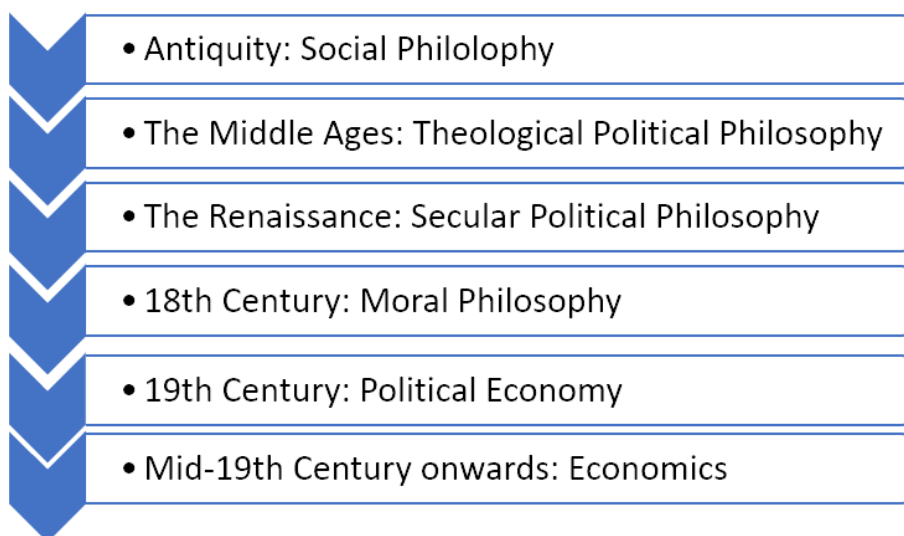 • Antiquity: Social Philolophy
• The Middle Ages: Theological Political Philosophy
• The Renaissance: Secular Political Philosophy
• 18th Century: Moral Philosophy
• 19th Century: Political Economy
• Mid-19th Century onwards: Economics